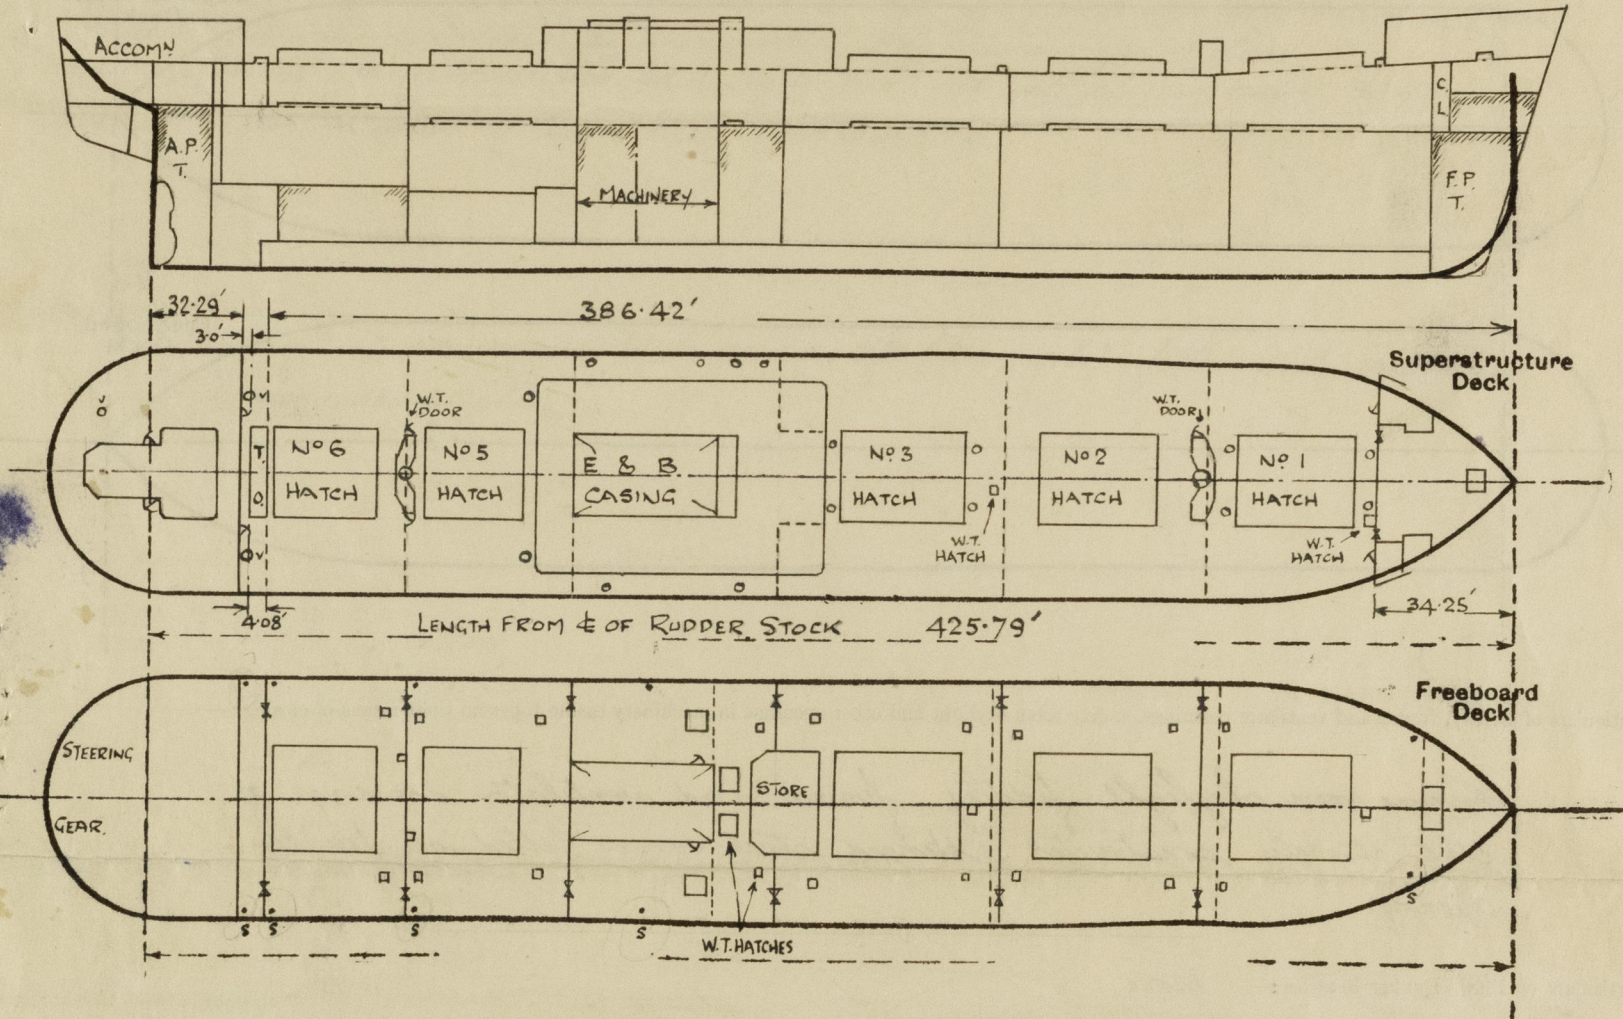 ACCOMN
A.P.
T.
MACHINERY
C.
L
F.P.
T.
32·29'
3·0'
386·42'
Superstructure
Deck
W.T.
DOOR
W.T.
DOOR
V
V
T.
O.
V
No 6
HATCH
No 5
HATCH
E & B
CASING
No 3
HATCH
No 2
HATCH
No 1
HATCH
W.T.
HATCH
W.T.
HATCH
4·08'
34·25'
LENGTH FROM ℄ OF RUDDER STOCK 425·79'
Freeboard
Deck
STEERING
GEAR.
STORE
S S S S S
W.T. HATCHES